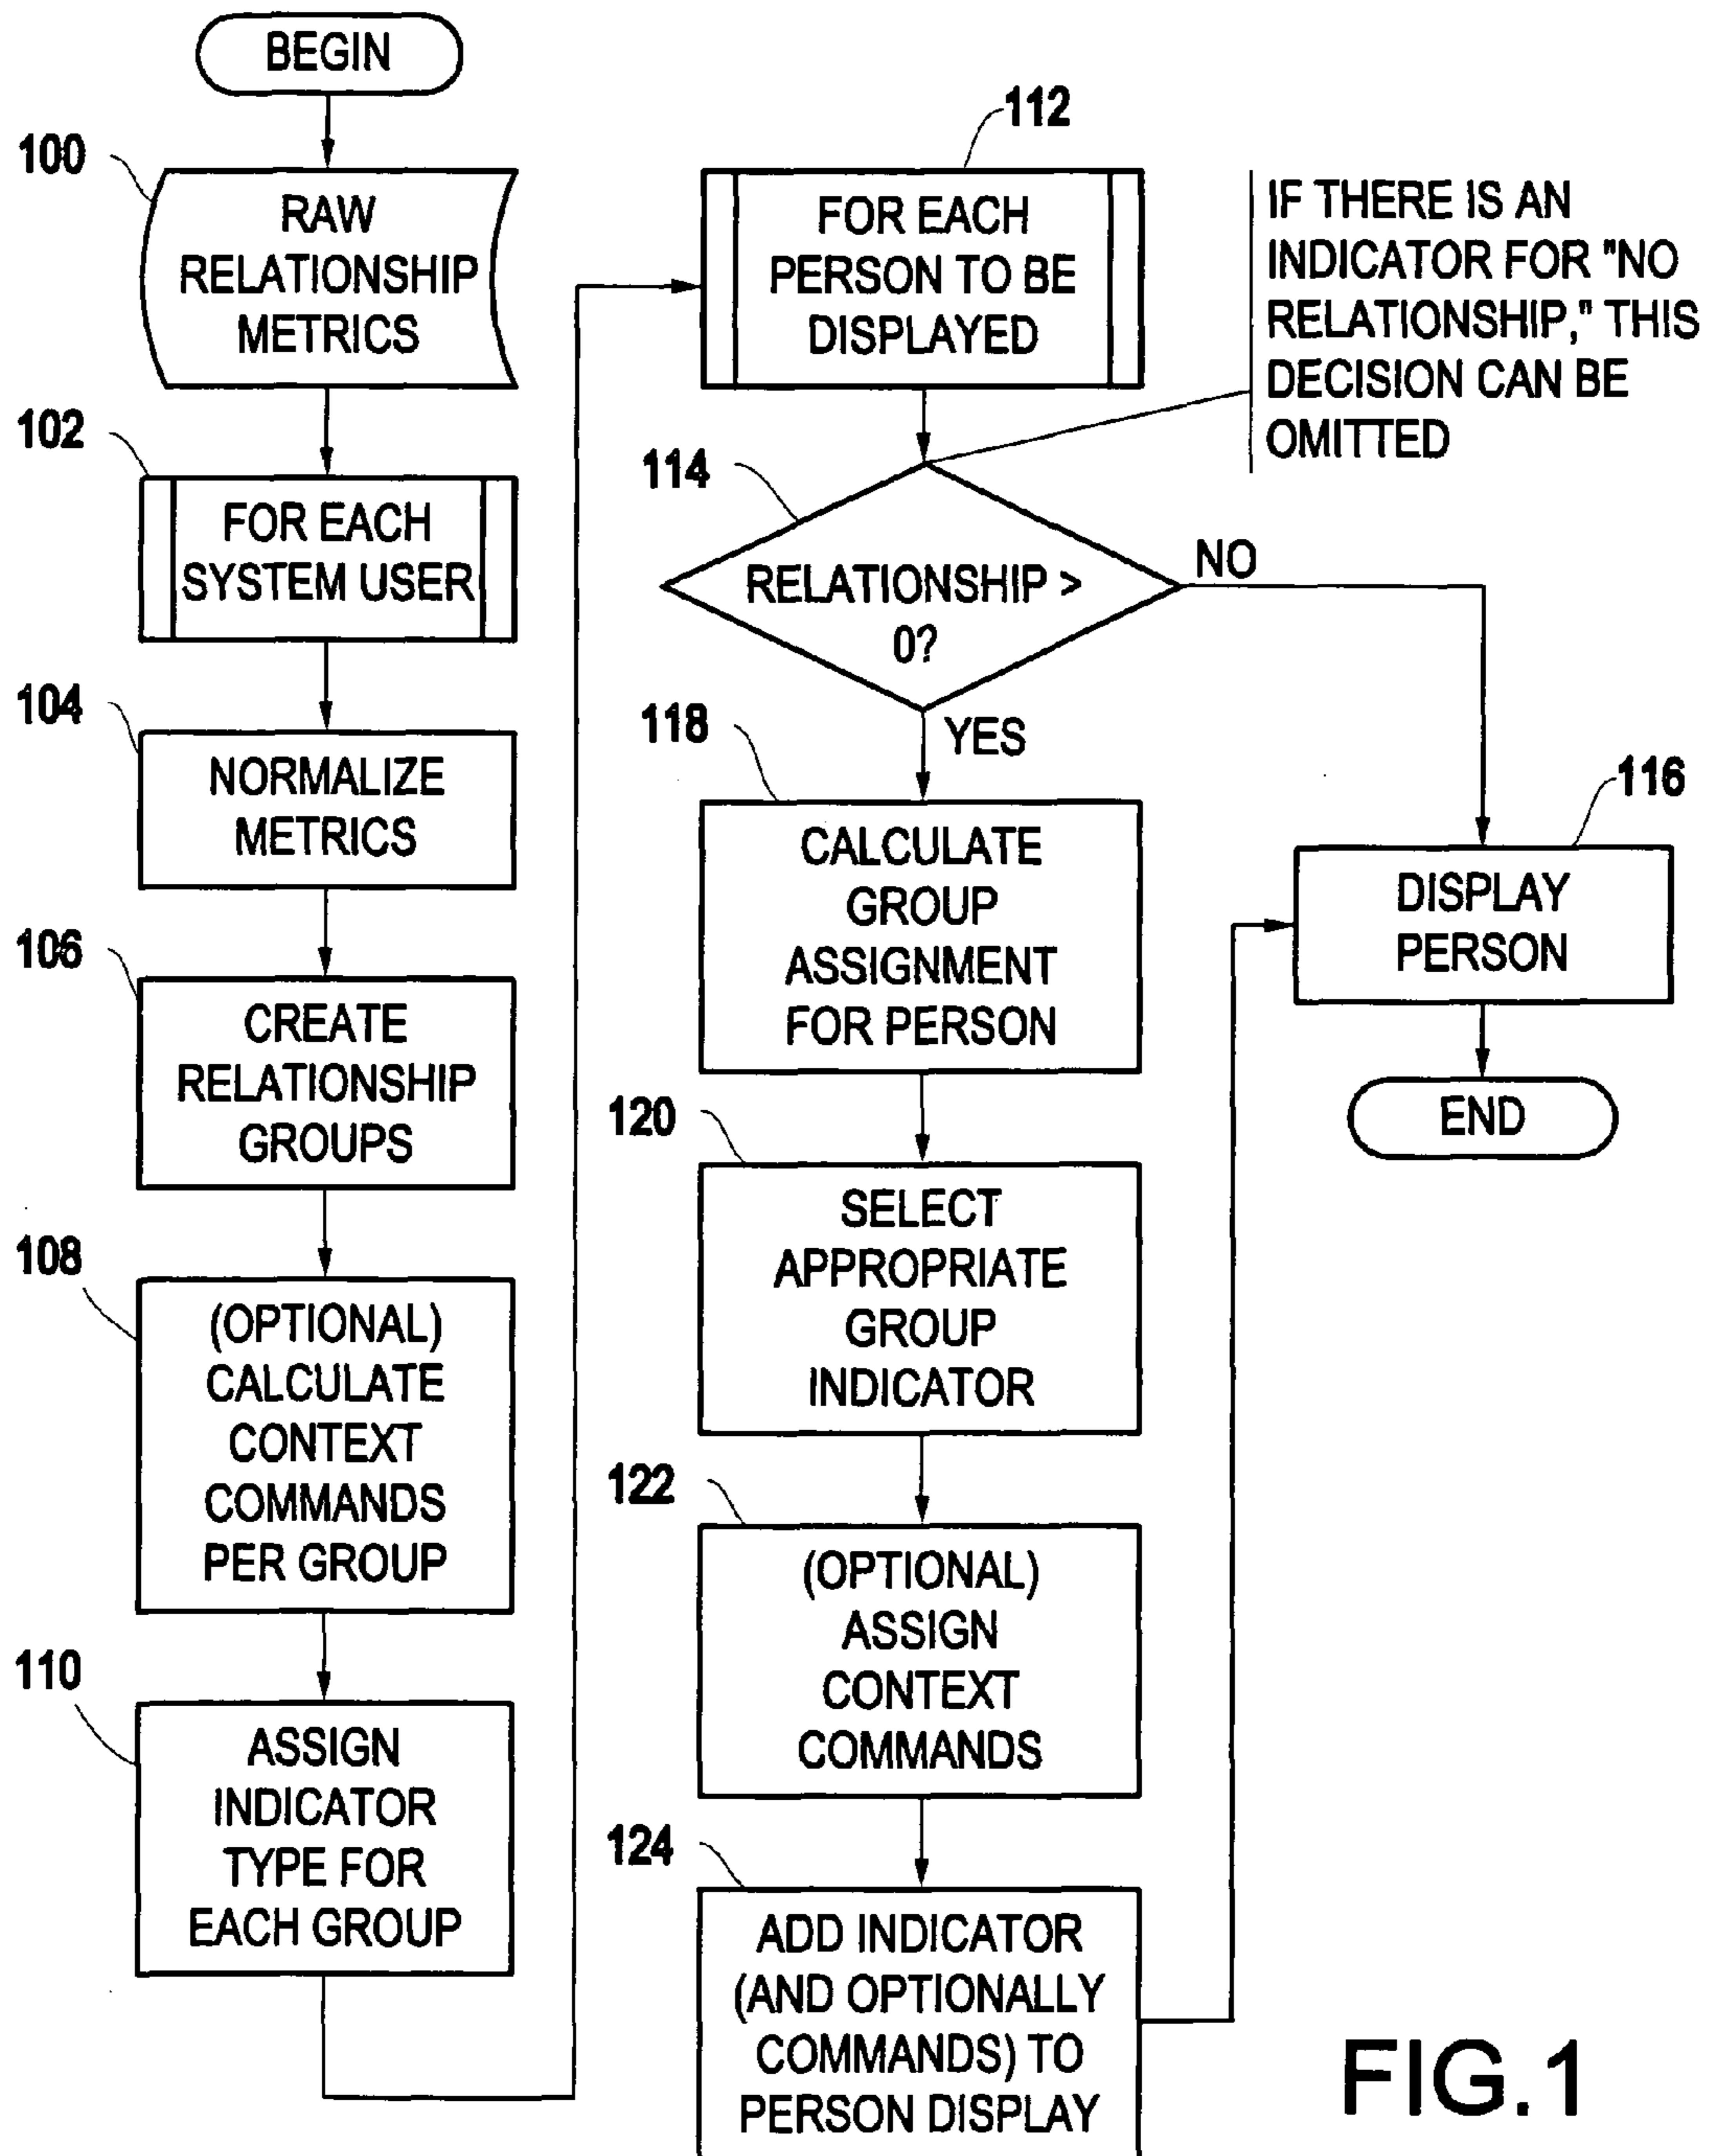 BEGIN
100
RAW
RELATIONSHIP
METRICS
102
FOR EACH
SYSTEM USER
104
NORMALIZE
METRICS
106
CREATE
RELATIONSHIP
GROUPS
108
(OPTIONAL)
CALCULATE
CONTEXT
COMMANDS
PER GROUP
110
ASSIGN
INDICATOR
TYPE FOR
EACH GROUP
112
FOR EACH
PERSON TO BE
DISPLAYED
IF THERE IS AN
INDICATOR FOR "NO
RELATIONSHIP," THIS
DECISION CAN BE
OMITTED
114
RELATIONSHIP >
0?
NO
YES
118
CALCULATE
GROUP
ASSIGNMENT
FOR PERSON
120
SELECT
APPROPRIATE
GROUP
INDICATOR
122
(OPTIONAL)
ASSIGN
CONTEXT
COMMANDS
124
ADD INDICATOR
(AND OPTIONALLY
COMMANDS) TO
PERSON DISPLAY
116
DISPLAY
PERSON
END
FIG.1